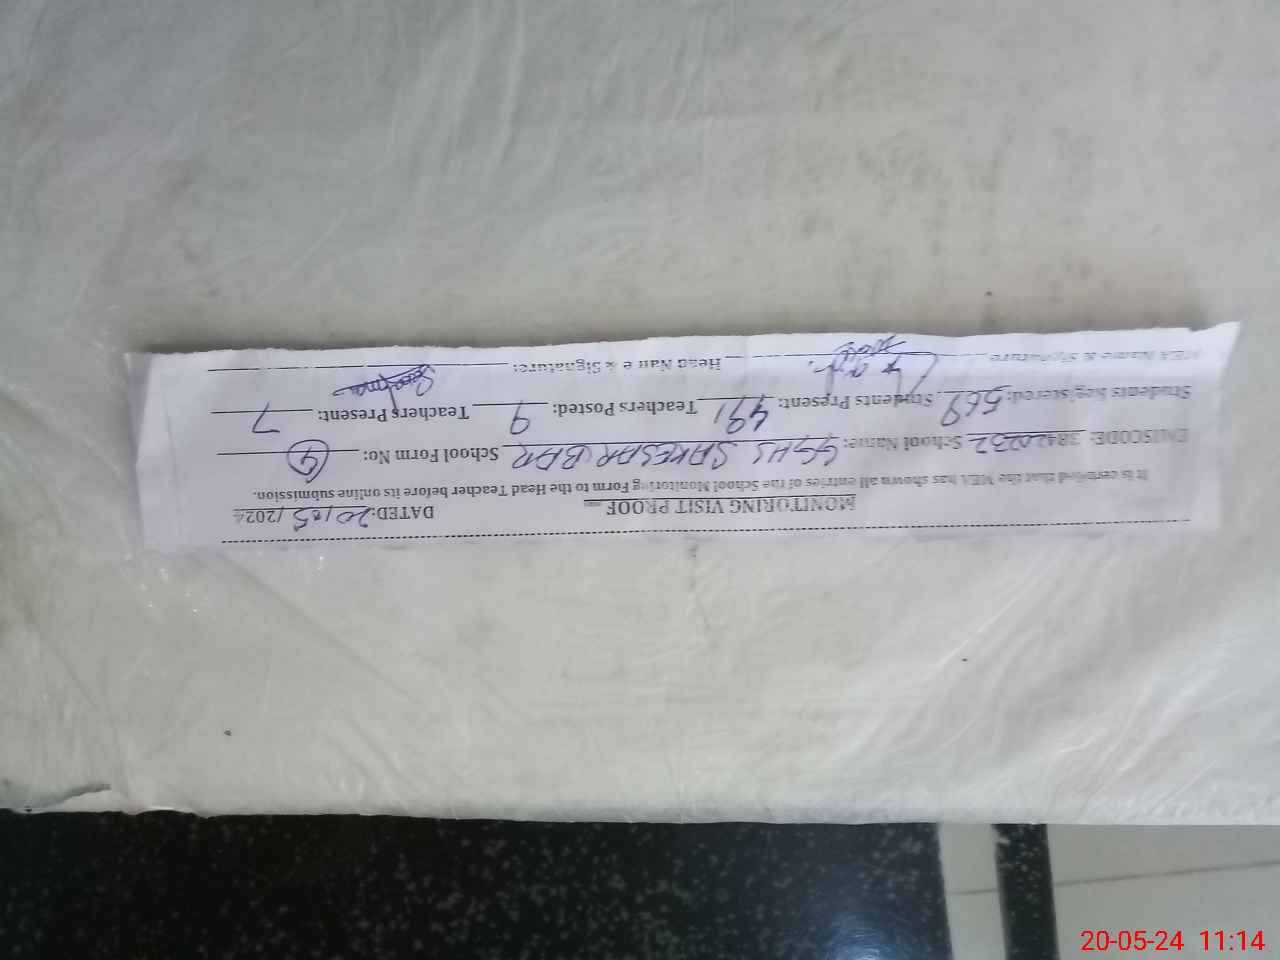 MONITORING VISIT PROOF DATED: 20/05/2024
It is certified that the MEA has shown all entries of the School Monitoring Form to the Head Teacher before its online submission.
EMISCODE: 38420232 School Name: GGHS SAKESAR BAR School Form No: 4
Students Registered: 569 Students Present: 491 Teachers Posted: 9 Teachers Present: 7
MEA Name & Signature Head Name & Signature:
20-05-24 11:14